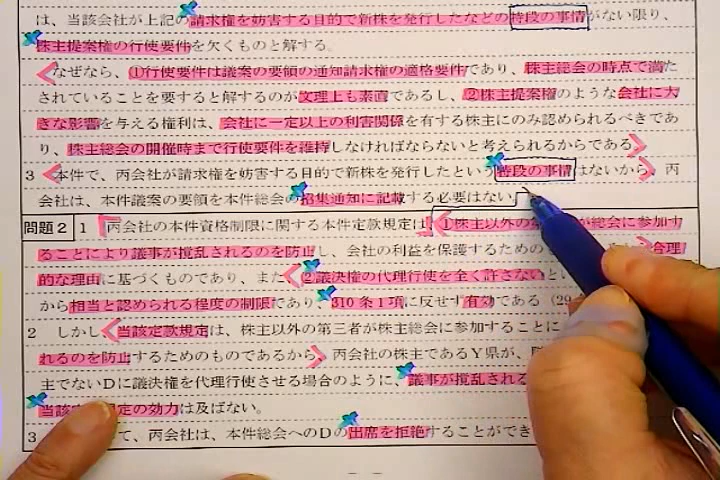 は、当該会社が上記の請求権を妨害する目的で新株を発行したなどの特段の事情がない限り、
株主提案権の行使要件を欠くものと解する。
なぜなら、①行使要件は議案の要領の通知請求権の適格要件であり、株主総会の時点で満た
されていることを要すると解するのが文理上も素直であるし、②株主提案権のような会社に大
きな影響を与える権利は、会社に一定以上の利害関係を有する株主にのみ認められるべきであ
り、株主総会の開催時まで行使要件を維持しなければならないと考えられるからである。
3 本件で、丙会社が請求権を妨害する目的で新株を発行したという特段の事情はないから、丙
会社は、本件議案の要領を本件総会の招集通知に記載する必要はない。
問題2 1 丙会社の本件資格制限に関する本件定款規定は、①株主以外の第 が総会に参加す
ることにより議事が撹乱されるのを防止し、会社の利益を保護するための 合理
的な理由に基づくものであり、また②議決権の代理行使を全く許さないとい
から相当と認められる程度の制限であり、310条1項に反せず有効である(29
2 しかし当該定款規定は、株主以外の第三者が株主総会に参加することに
れるのを防止するためのものであるから、丙会社の株主であるY県が、
主でないDに議決権を代理行使させる場合のように、議事が撹乱される
当該定 規定の効力は及ばない。
3 て、丙会社は、本件総会へのDの出席を拒絶することができ